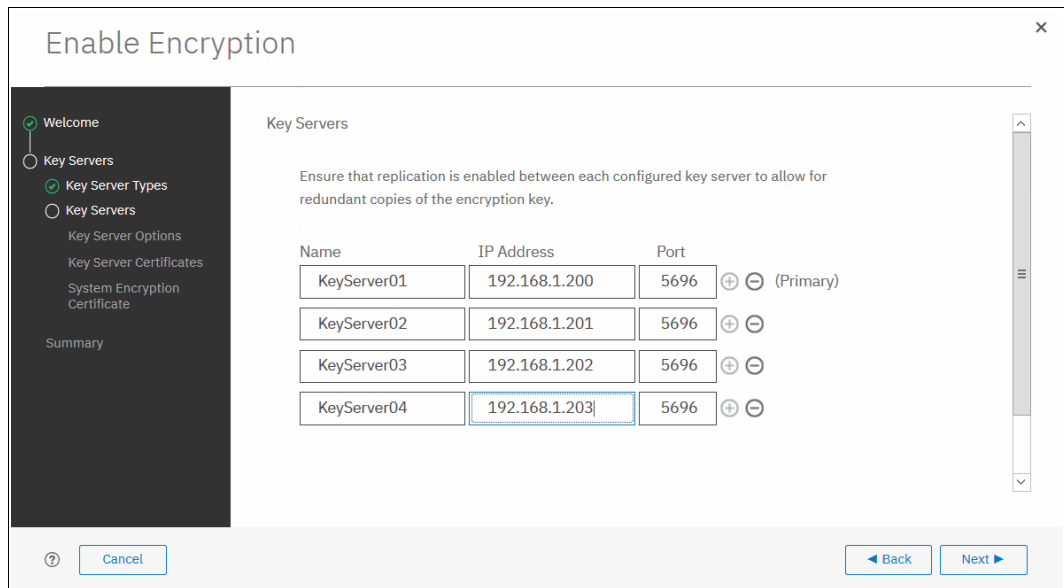 Enable Encryption
Welcome
Key Servers
Key Server Types
Key Servers
Key Server Options
Key Server Certificates
System Encryption
Certificate
Summary
Key Servers
Ensure that replication is enabled between each configured key server to allow for
redundant copies of the encryption key.
Name IP Address Port
KeyServer01 192.168.1.200 5696 (Primary)
KeyServer02 192.168.1.201 5696
KeyServer03 192.168.1.202 5696
KeyServer04 192.168.1.203 5696
Cancel Back Next